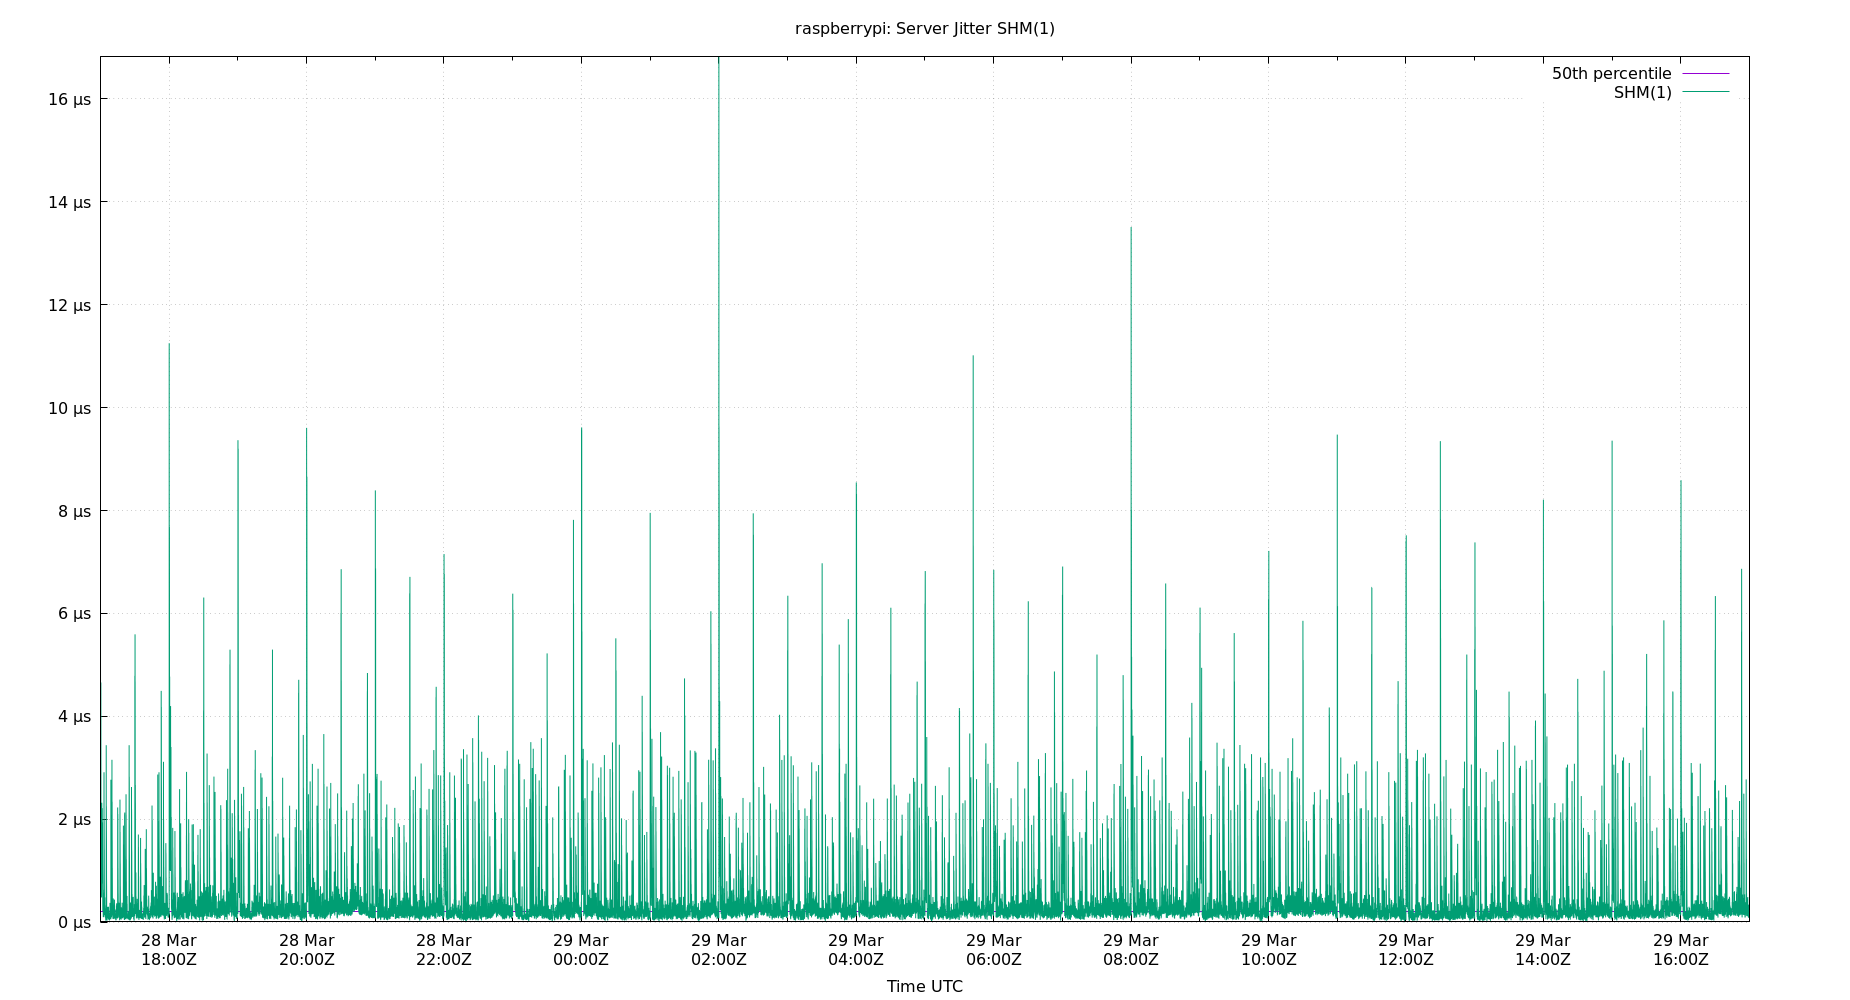 raspberrypi: Server Jitter SHM(1)
50th percentile
SHM(1)
16 µs
14 µs
12 µs
10 µs
8 µs
6 µs
4 µs
2 µs
0 µs
28 Mar 28 Mar 28 Mar 29 Mar 29 Mar 29 Mar 29 Mar 29 Mar 29 Mar 29 Mar 29 Mar 29 Mar
18:00Z 20:00Z 22:00Z 00:00Z 02:00Z 04:00Z 06:00Z 08:00Z 10:00Z 12:00Z 14:00Z 16:00Z
Time UTC